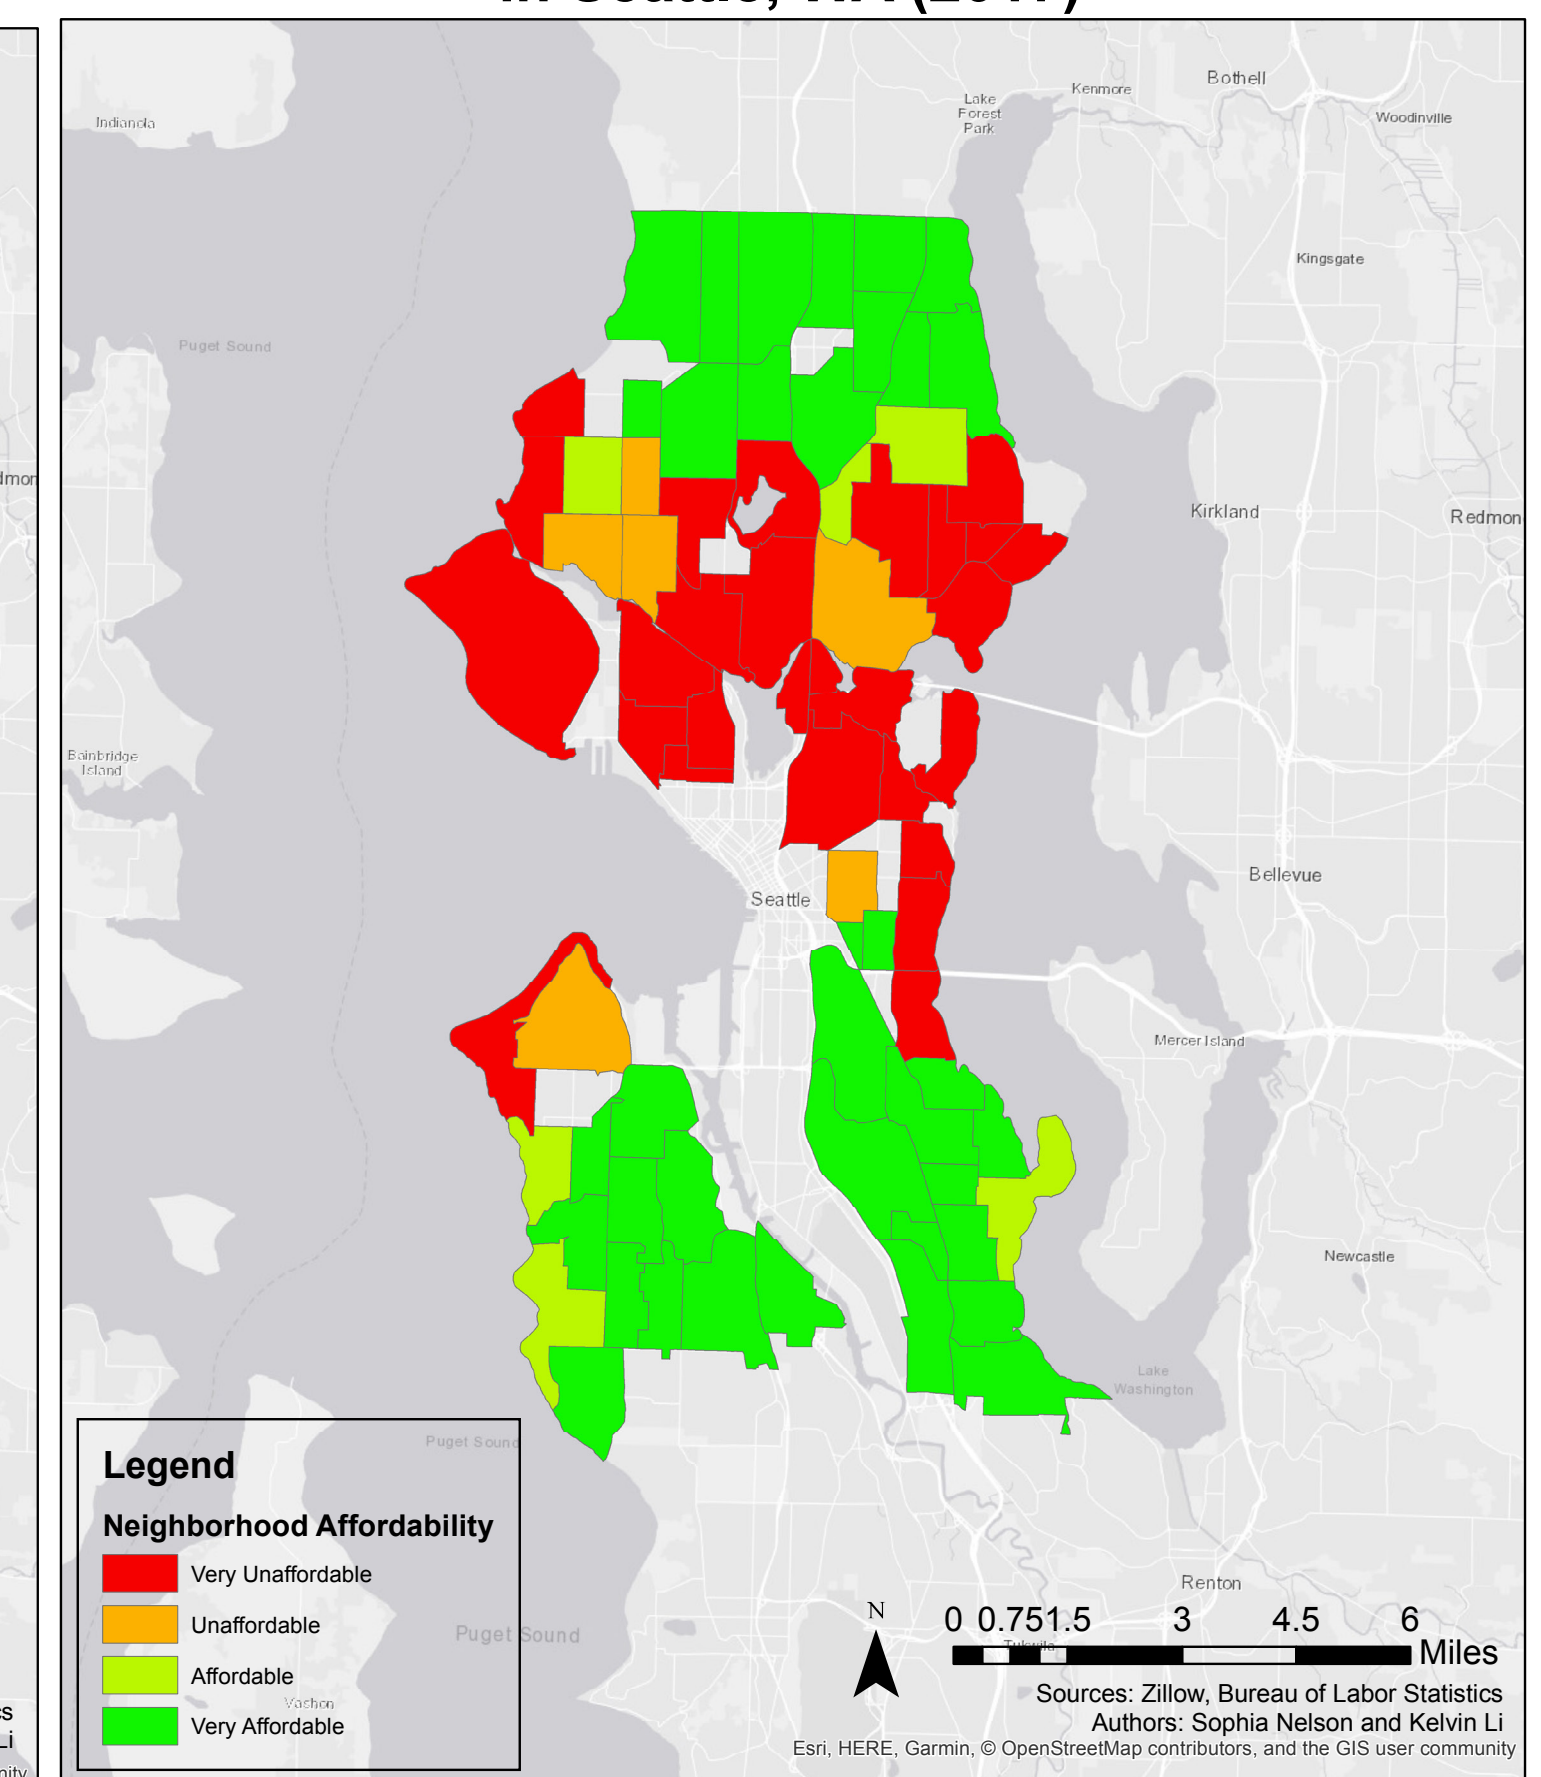 Indianola
Lake
Forest
Park
Kenmore
Bothell
Woodinville
Kingsgate
Puget Sound
Kirkland
Redmon
Bainbridge
Island
Seattle
Bellevue
Mercer Island
Newcastle
Lake
Washington
Puget Sound
Renton
Puget Sound
Vashon
Tukwila
Legend
Neighborhood Affordability
Very Unaffordable
Unaffordable
Affordable
Very Affordable
N
0 0.75 1.5 3 4.5 6
Miles
Sources: Zillow, Bureau of Labor Statistics
Authors: Sophia Nelson and Kelvin Li
Esri, HERE, Garmin, © OpenStreetMap contributors, and the GIS user community